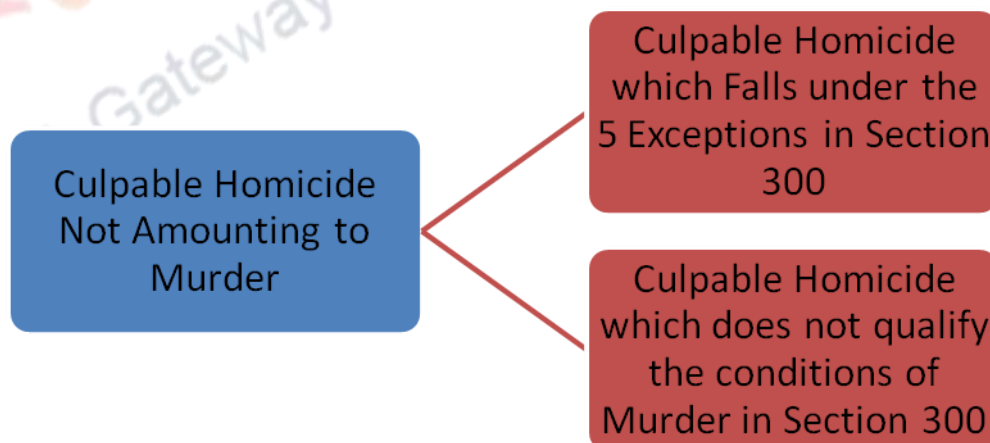 Gateway
Culpable Homicide
which Falls under the
5 Exceptions in Section
300
Culpable Homicide
Not Amounting to
Murder
Culpable Homicide
which does not qualify
the conditions of
Murder in Section 300